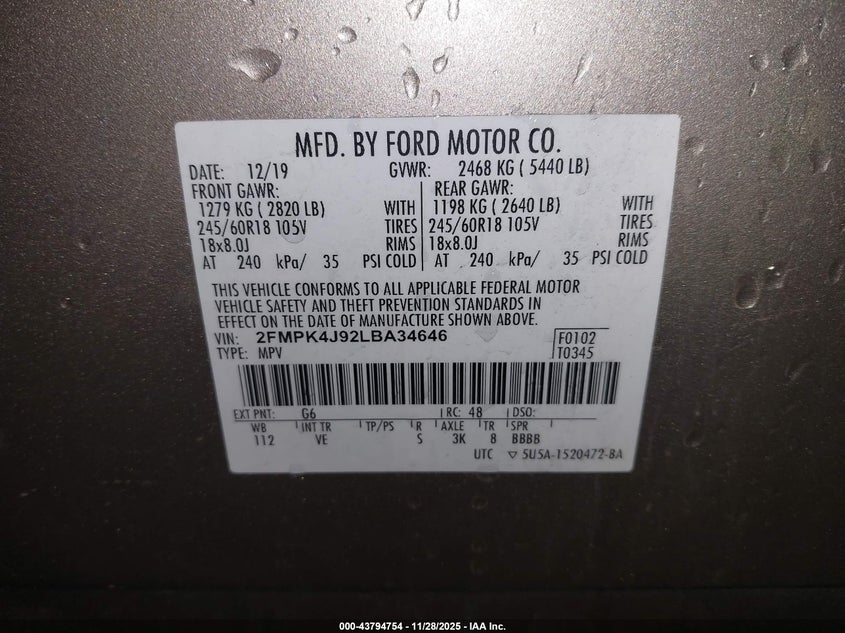 MFD. BY FORD MOTOR CO.
DATE: 12/19 GVWR: 2468 KG ( 5440 LB)
FRONT GAWR: REAR GAWR:
1279 KG ( 2820 LB) WITH 1198 KG ( 2640 LB) WITH
245/60R18 105V TIRES 245/60R18 105V TIRES
18x8.0J RIMS 18x8.0J RIMS
AT 240 kPa/ 35 PSI COLD AT 240 kPa/ 35 PSI COLD
THIS VEHICLE CONFORMS TO ALL APPLICABLE FEDERAL MOTOR
VEHICLE SAFETY AND THEFT PREVENTION STANDARDS IN
EFFECT ON THE DATE OF MANUFACTURE SHOWN ABOVE.
VIN: 2FMPK4J92LBA34646 F0102
TYPE: MPV T0345
EXT PNT: G6 RC: 48 DSO:
WB INT TR TP/PS R AXLE TR SPR
112 VE S 3K 8 BBBB
UTC ▽ 5U5A-1520472-BA
000-43794754 - 11/28/2025 - IAA Inc.